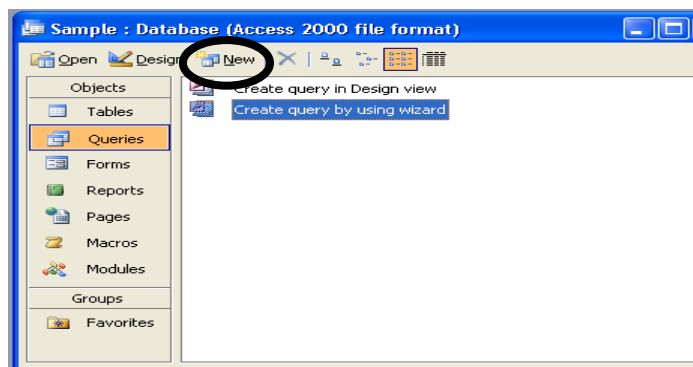 Sample : Database (Access 2000 file format)
Open Design New
Objects
Tables
Queries
Forms
Reports
Pages
Macros
Modules
Groups
Favorites
Create query in Design view
Create query by using wizard